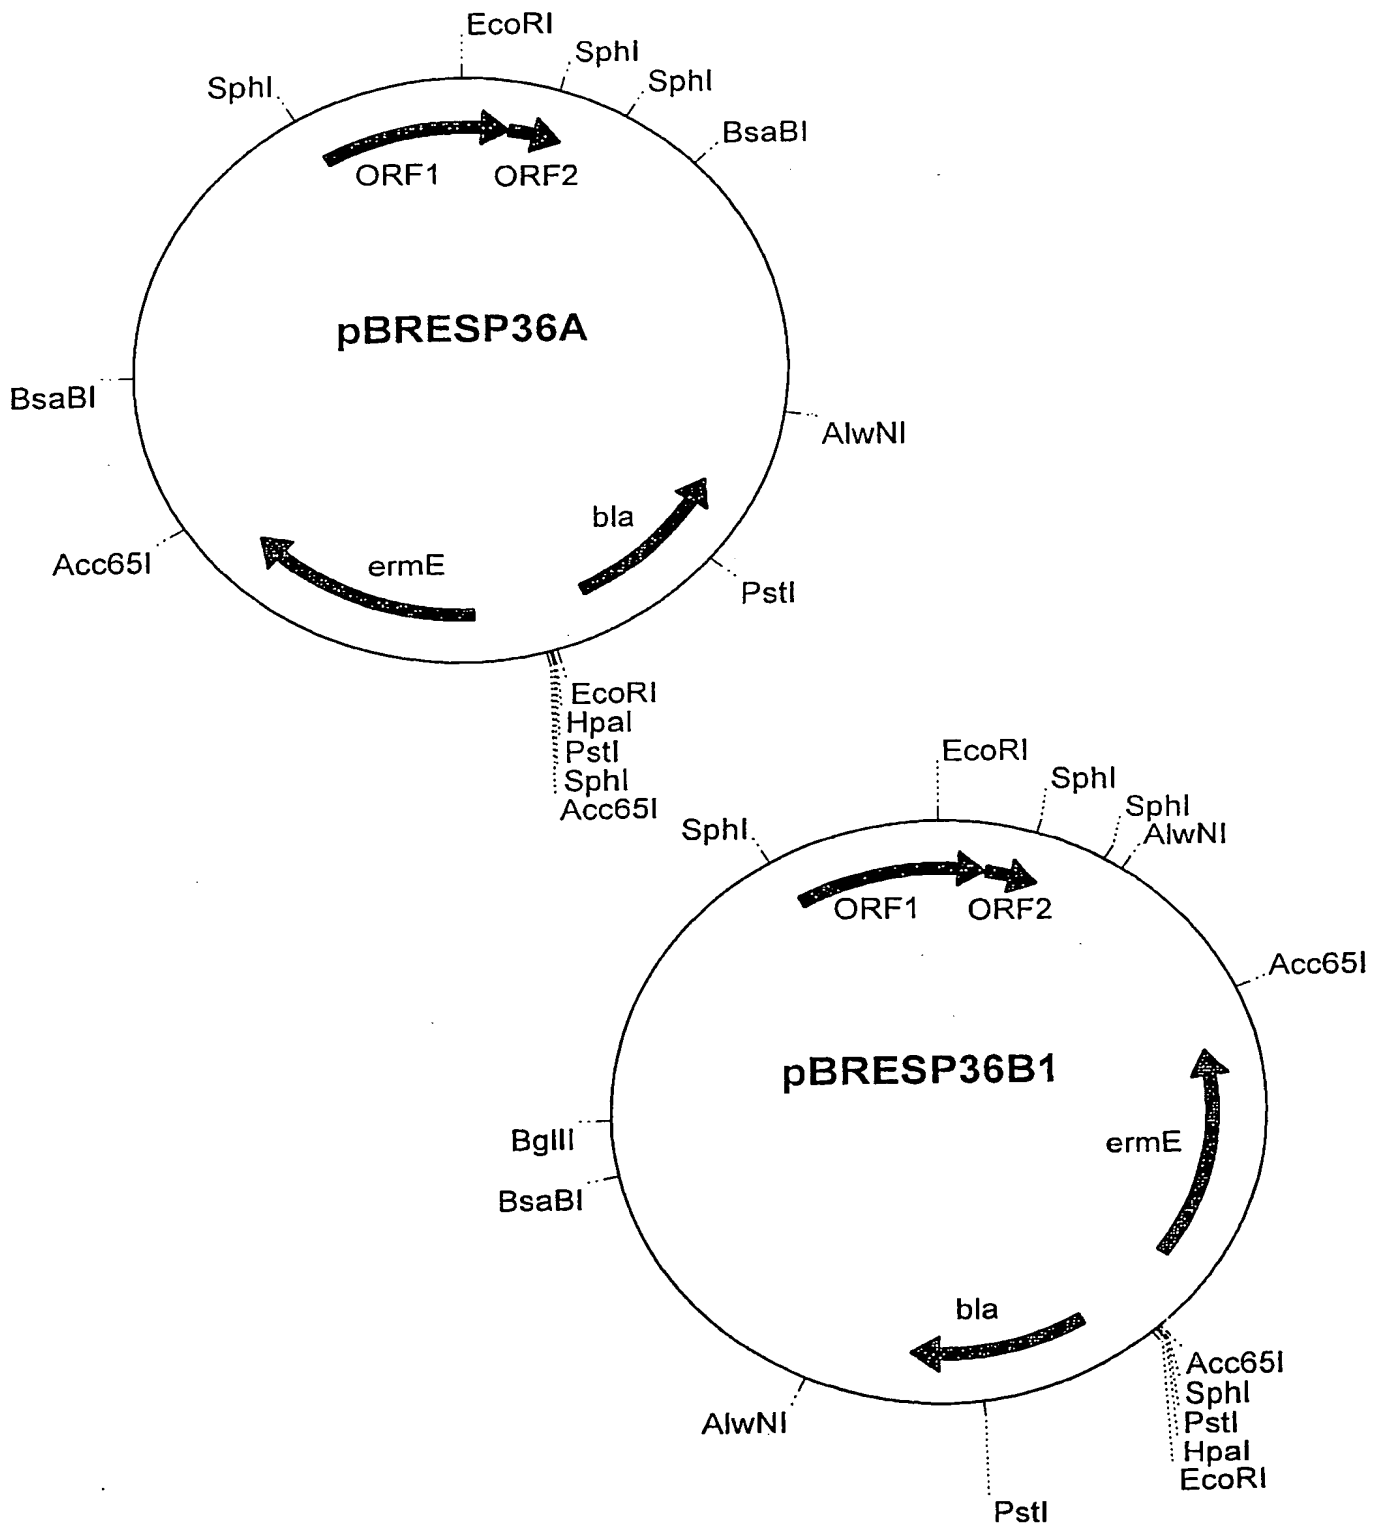 EcoRI
SphI
SphI
SphI
BsaBI
ORF1
ORF2
pBRESP36A
BsaBI
AlwNI
bla
Acc65I
ermE
PstI
EcoRI
HpaI
PstI
SphI
Acc65I
EcoRI
SphI
SphI
SphI
AlwNI
ORF1
ORF2
Acc65I
pBRESP36B1
BglII
ermE
BsaBI
bla
Acc65I
SphI
AlwNI
PstI
HpaI
EcoRI
PstI